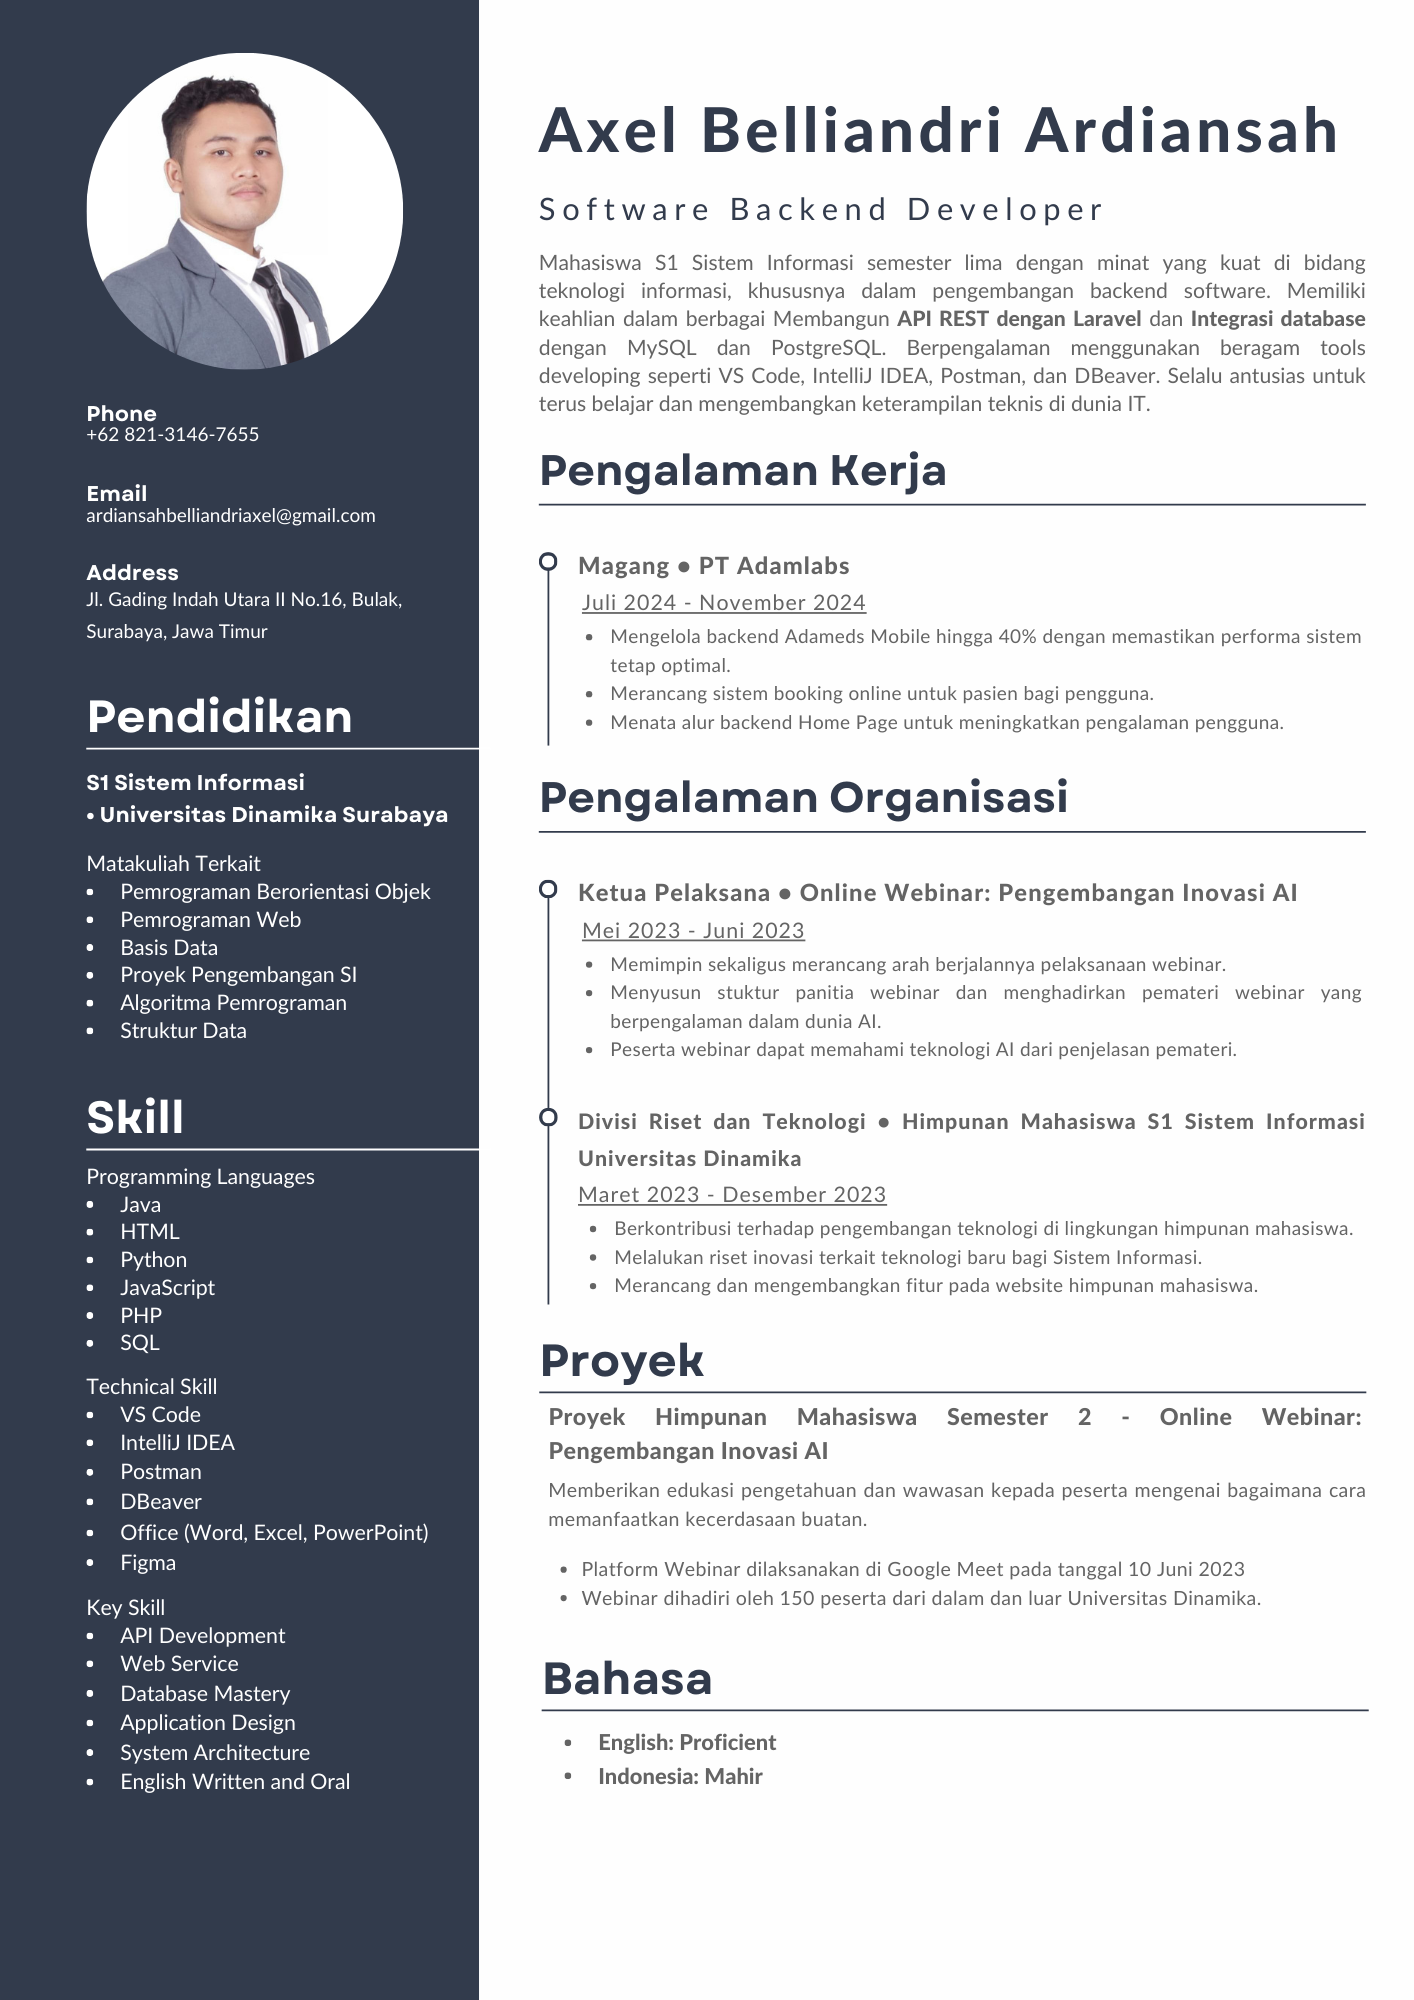 Phone
+62 821-3146-7655
Email
ardiansahbelliandriaxel@gmail.com
Address
Jl. Gading Indah Utara II No.16, Bulak,
Surabaya, Jawa Timur
Pendidikan
S1 Sistem Informasi
• Universitas Dinamika Surabaya
Matakuliah Terkait
• Pemrograman Berorientasi Objek
• Pemrograman Web
• Basis Data
• Proyek Pengembangan SI
• Algoritma Pemrograman
• Struktur Data
Skill
Programming Languages
• Java
• HTML
• Python
• JavaScript
• PHP
• SQL
Technical Skill
• VS Code
• IntelliJ IDEA
• Postman
• DBeaver
• Office (Word, Excel, PowerPoint)
• Figma
Key Skill
• API Development
• Web Service
• Database Mastery
• Application Design
• System Architecture
• English Written and Oral
Axel Belliandri Ardiansah
Software Backend Developer
Mahasiswa S1 Sistem Informasi semester lima dengan minat yang kuat di bidang
teknologi informasi, khususnya dalam pengembangan backend software. Memiliki
keahlian dalam berbagai Membangun API REST dengan Laravel dan Integrasi database
dengan MySQL dan PostgreSQL. Berpengalaman menggunakan beragam tools
developing seperti VS Code, IntelliJ IDEA, Postman, dan DBeaver. Selalu antusias untuk
terus belajar dan mengembangkan keterampilan teknis di dunia IT.
Pengalaman Kerja
Magang ● PT Adamlabs
Juli 2024 - November 2024
• Mengelola backend Adameds Mobile hingga 40% dengan memastikan performa sistem
tetap optimal.
• Merancang sistem booking online untuk pasien bagi pengguna.
• Menata alur backend Home Page untuk meningkatkan pengalaman pengguna.
Pengalaman Organisasi
Ketua Pelaksana ● Online Webinar: Pengembangan Inovasi AI
Mei 2023 - Juni 2023
• Memimpin sekaligus merancang arah berjalannya pelaksanaan webinar.
• Menyusun stuktur panitia webinar dan menghadirkan pemateri webinar yang
berpengalaman dalam dunia AI.
• Peserta webinar dapat memahami teknologi AI dari penjelasan pemateri.
Divisi Riset dan Teknologi ● Himpunan Mahasiswa S1 Sistem Informasi
Universitas Dinamika
Maret 2023 - Desember 2023
• Berkontribusi terhadap pengembangan teknologi di lingkungan himpunan mahasiswa.
• Melalukan riset inovasi terkait teknologi baru bagi Sistem Informasi.
• Merancang dan mengembangkan fitur pada website himpunan mahasiswa.
Proyek
Proyek Himpunan Mahasiswa Semester 2 - Online Webinar:
Pengembangan Inovasi AI
Memberikan edukasi pengetahuan dan wawasan kepada peserta mengenai bagaimana cara
memanfaatkan kecerdasaan buatan.
• Platform Webinar dilaksanakan di Google Meet pada tanggal 10 Juni 2023
• Webinar dihadiri oleh 150 peserta dari dalam dan luar Universitas Dinamika.
Bahasa
• English: Proficient
• Indonesia: Mahir